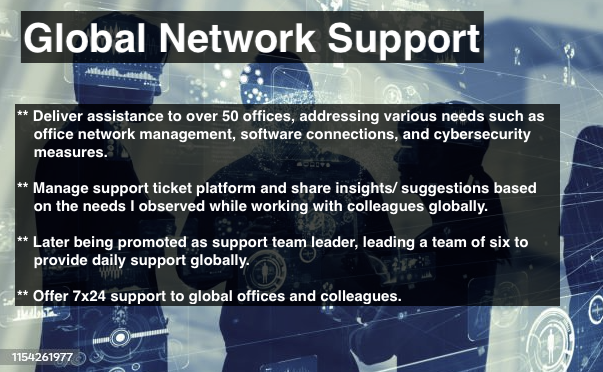 Global Network Support
** Deliver assistance to over 50 offices, addressing various needs such as
office network management, software connections, and cybersecurity
measures.
** Manage support ticket platform and share insights/ suggestions based
on the needs I observed while working with colleagues globally.
** Later being promoted as support team leader, leading a team of six to
provide daily support globally.
** Offer 7x24 support to global offices and colleagues.
1154261977